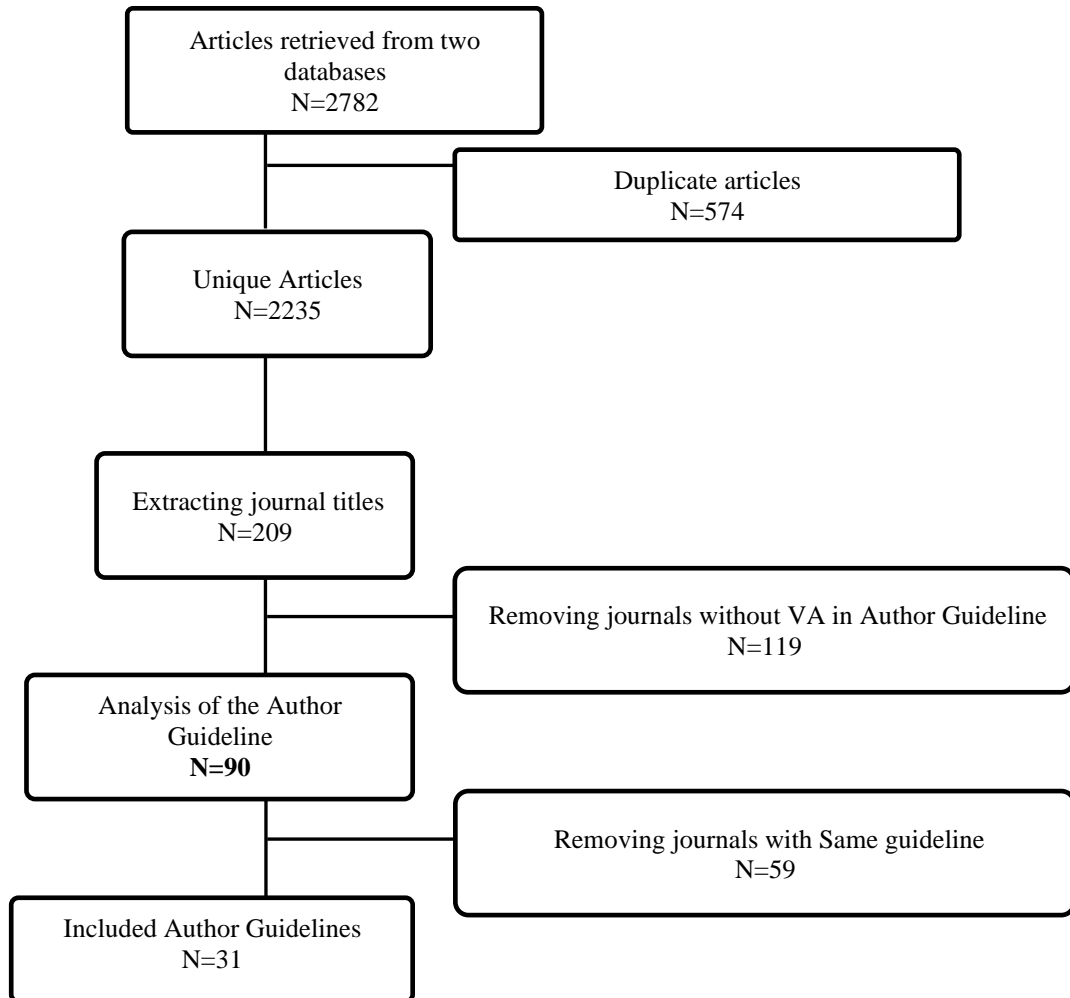 Articles retrieved from two
databases
N=2782
Duplicate articles
N=574
Unique Articles
N=2235
Extracting journal titles
N=209
Removing journals without VA in Author Guideline
N=119
Analysis of the Author
Guideline
N=90
Removing journals with Same guideline
N=59
Included Author Guidelines
N=31